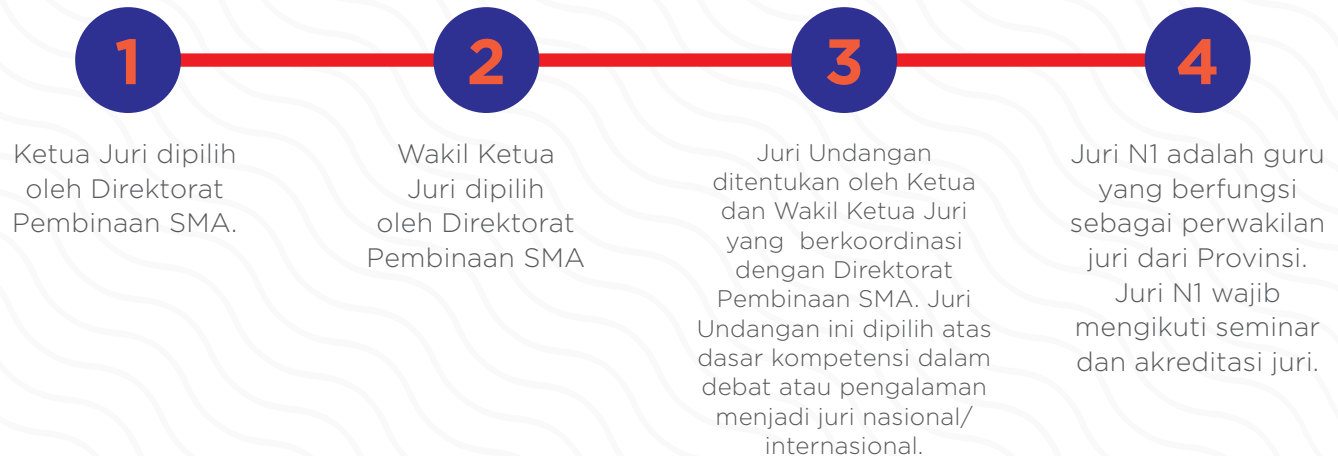 1
Ketua Juri dipilih
oleh Direktorat
Pembinaan SMA.
2
Wakil Ketua
Juri dipilih
oleh Direktorat
Pembinaan SMA
3
Juri Undangan
ditentukan oleh Ketua
dan Wakil Ketua Juri
yang berkoordinasi
dengan Direktorat
Pembinaan SMA. Juri
Undangan ini dipilih atas
dasar kompetensi dalam
debat atau pengalaman
menjadi juri nasional/
internasional.
4
Juri N1 adalah guru
yang berfungsi
sebagai perwakilan
juri dari Provinsi.
Juri N1 wajib
mengikuti seminar
dan akreditasi juri.